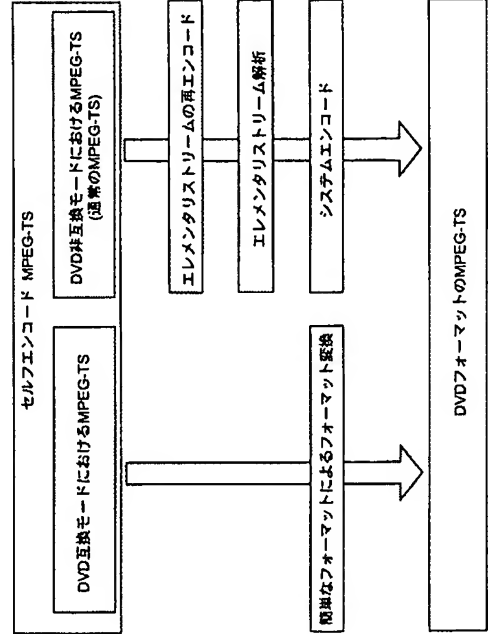 セルフエンコード MPEG-TS
DVD互換モードにおけるMPEG-TS
DVD非互換モードにおけるMPEG-TS
(通常のMPEG-TS)
エレメンタリストリームの再エンコード
エレメンタリストリーム解析
システムエンコード
簡単なフォーマットによるフォーマット変換
DVDフォーマットのMPEG-TS